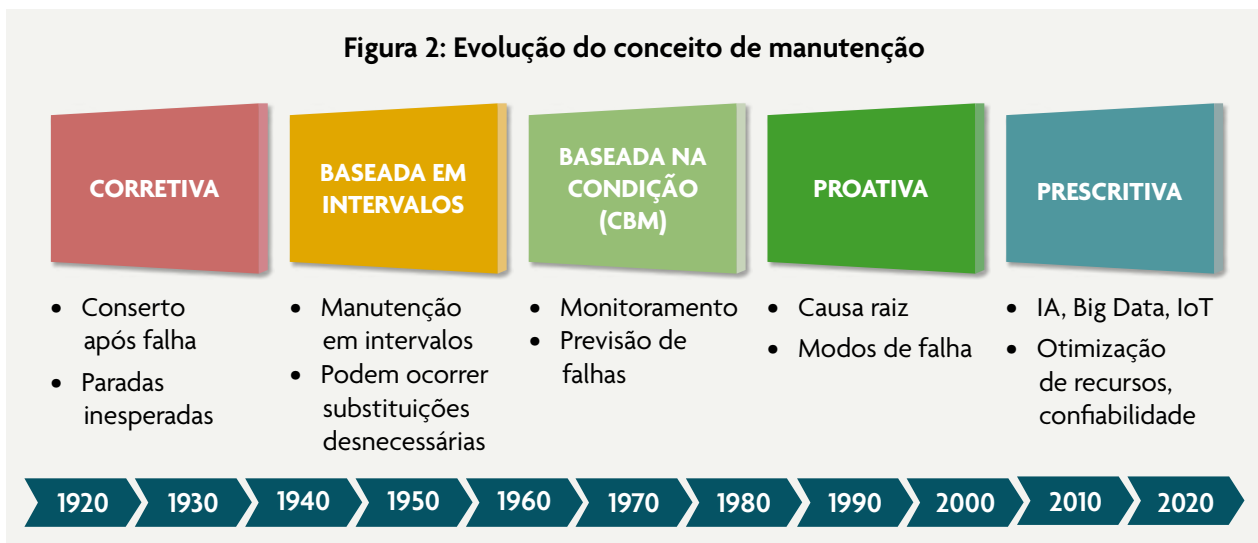 Figura 2: Evolução do conceito de manutenção
CORRETIVA
• Conserto
após falha
• Paradas
inesperadas
BASEADA EM
INTERVALOS
• Manutenção
em intervalos
• Podem ocorrer
substituições
desnecessárias
BASEADA NA
CONDIÇÃO
(CBM)
• Monitoramento
• Previsão de
falhas
PROATIVA
• Causa raiz
• Modos de falha
PRESCRITIVA
• IA, Big Data, IoT
• Otimização
de recursos,
confiabilidade
1920 1930 1940 1950 1960 1970 1980 1990 2000 2010 2020